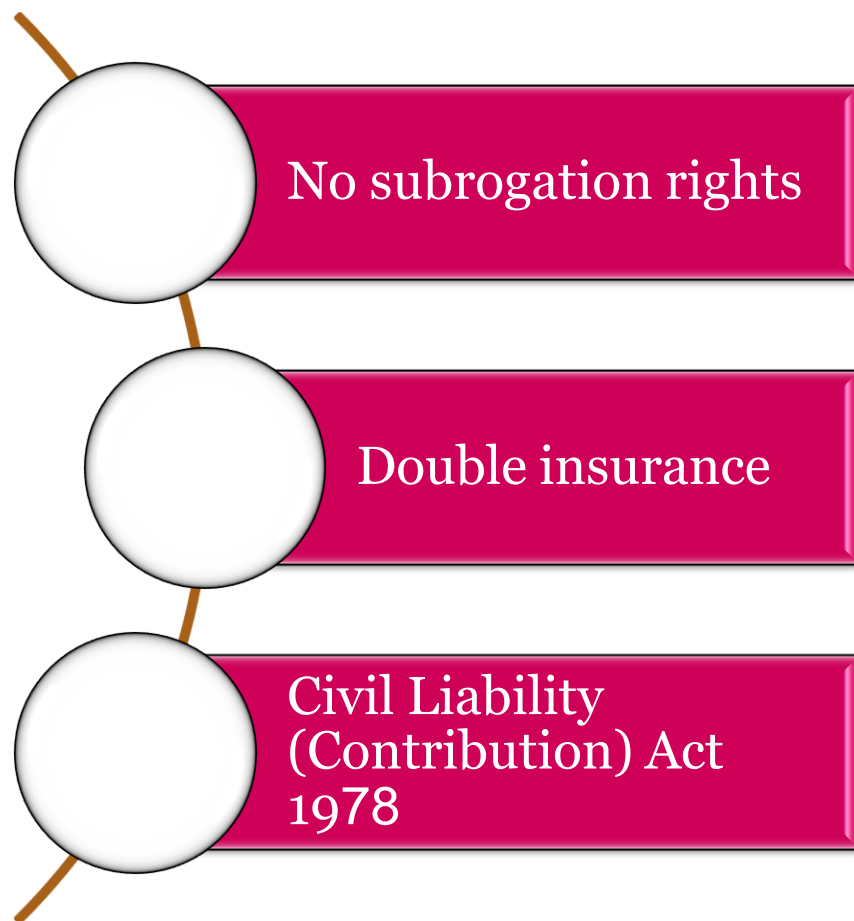 No subrogation rights
Double insurance
Civil Liability
(Contribution) Act
1978